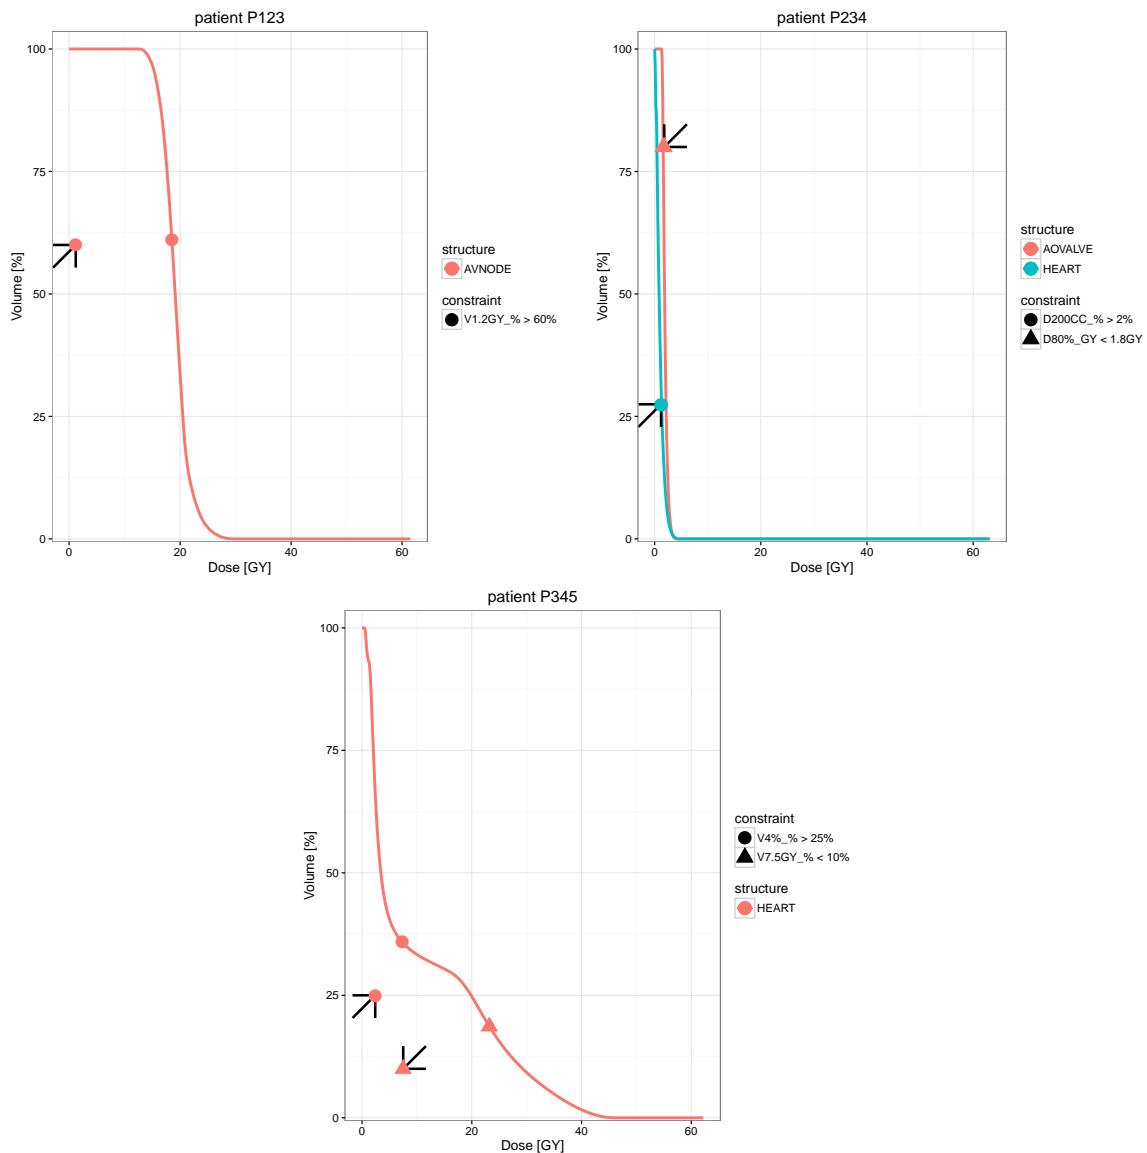 patient P123
100
75
50
25
0
Volume [%]
0 20 40 60
Dose [GY]
structure
AVNODE
constraint
V1.2GY_% > 60%
patient P234
100
75
50
25
0
Volume [%]
0 20 40 60
Dose [GY]
structure
AOVALVE
HEART
constraint
D200CC_% > 2%
D80%_GY < 1.8GY
patient P345
100
75
50
25
0
Volume [%]
0 20 40 60
Dose [GY]
constraint
V4%_% > 25%
V7.5GY_% < 10%
structure
HEART